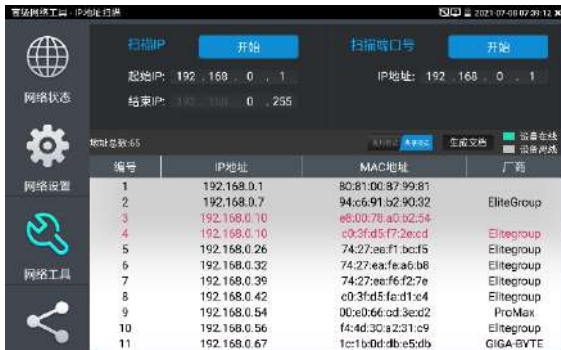 高级网络工具 - IP地址扫描
2021-07-08 07:39:12
扫描IP 开始
扫描端口号 开始
起始IP: 192 . 168 . 0 . 1
IP地址: 192 . 168 . 0 . 1
结束IP: 192 . 168 . 0 . 255
网络状态
地址总数:65
生成文档
设备在线
设备离线
编号 IP地址 MAC地址 厂商
网络设置
1 192.168.0.1 80:81:00:87:99:81
2 192.168.0.7 94:c6:91:b2:90:32 EliteGroup
3 192.168.0.10 e8:00:78:a0:b2:54
4 192.168.0.10 c0:3f:d5:f7:2e:cd Elitegroup
5 192.168.0.26 74:27:ea:f1:bc:f5 Elitegroup
6 192.168.0.32 74:27:ea:fe:a6:b8 Elitegroup
网络工具
7 192.168.0.39 74:27:ea:f6:f2:7e Elitegroup
8 192.168.0.42 c0:3f:d5:fa:d1:c4 Elitegroup
9 192.168.0.54 00:e0:66:cd:3e:d2 ProMax
10 192.168.0.56 f4:4d:30:a2:31:c9 Elitegroup
11 192.168.0.67 1c:1b:0d:db:e5:db GIGA-BYTE